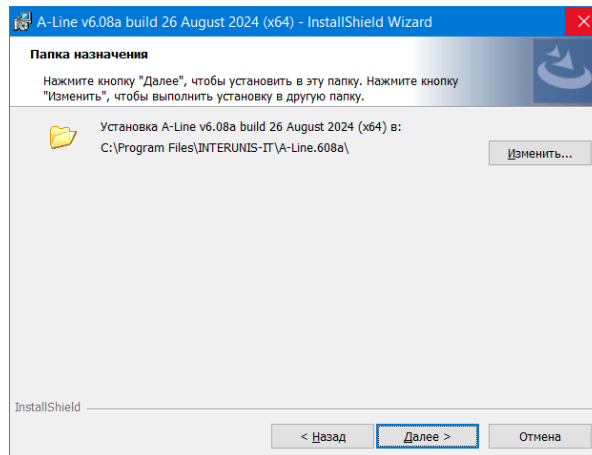 A-Line v6.08a build 26 August 2024 (x64) - InstallShield Wizard
Папка назначения
Нажмите кнопку "Далее", чтобы установить в эту папку. Нажмите кнопку
"Изменить", чтобы выполнить установку в другую папку.
Установка A-Line v6.08a build 26 August 2024 (x64) в:
C:\Program Files\INTERUNIS-IT\A-Line.608a\
Изменить...
InstallShield
< Назад
Далее >
Отмена